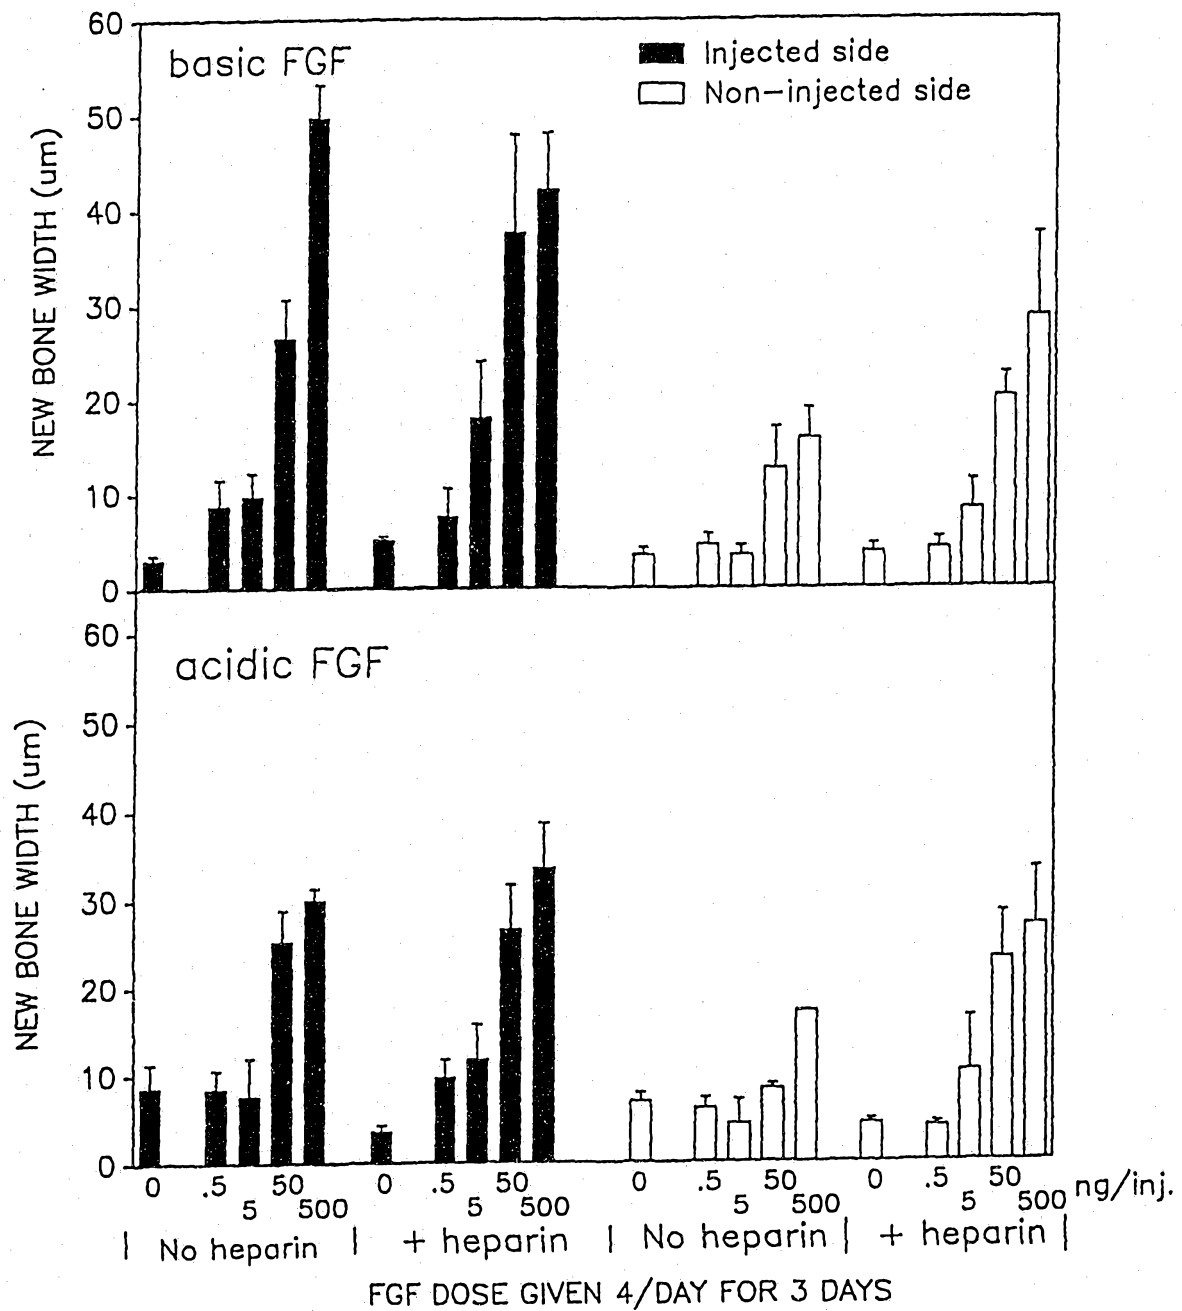 60
basic FGF
Injected side
Non-injected side
50
40
30
20
10
0
NEW BONE WIDTH (um)
60
acidic FGF
50
40
30
20
10
0
NEW BONE WIDTH (um)
0 .5 50 0 .5 50 0 .5 50 0 .5 50 ng/inj.
5 500 5 500 5 500 5 500
| No heparin | + heparin | No heparin | + heparin |
FGF DOSE GIVEN 4/DAY FOR 3 DAYS